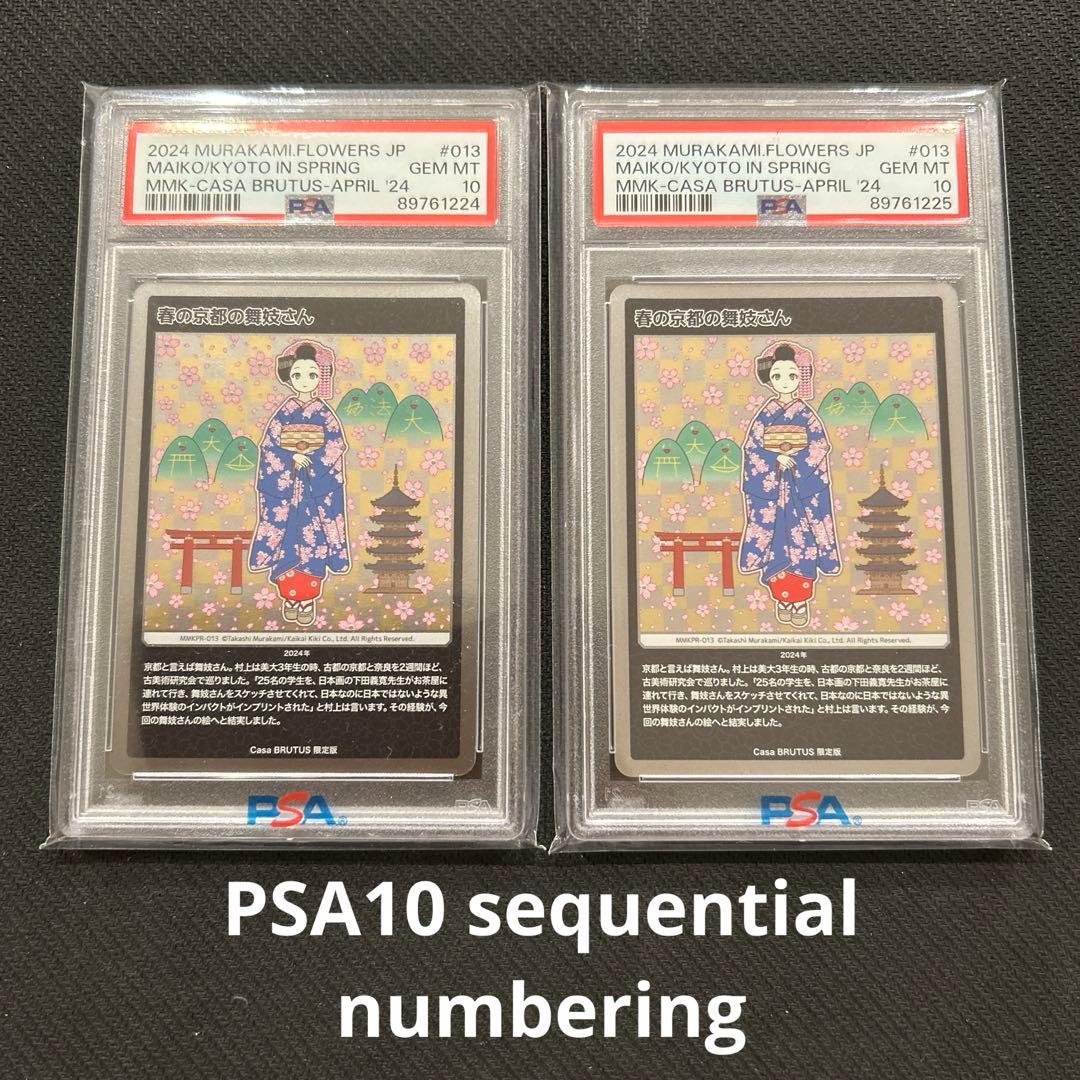 2024 MURAKAMI.FLOWERS JP #013
MAIKO/KYOTO IN SPRING GEM MT
MMK-CASA BRUTUS-APRIL '24 10
PSA 89761224
春の京都の舞妓さん
妙 法
大
大
MMKPR-013 ©Takashi Murakami/Kaikai Kiki Co., Ltd. All Rights Reserved.
2024年
京都と言えば舞妓さん。村上は美大3年生の時、古都の京都と奈良を2週間ほど、
古美術研究会で巡りました。「25名の学生を、日本画の下田義寛先生がお茶屋に
連れて行き、舞妓さんをスケッチさせてくれて、日本なのに日本ではないような異
世界体験のインパクトがインプリントされた」と村上は言います。その経験が、今
回の舞妓さんの絵へと結実しました。
Casa BRUTUS 限定版
PSA®
PSA
2024 MURAKAMI.FLOWERS JP #013
MAIKO/KYOTO IN SPRING GEM MT
MMK-CASA BRUTUS-APRIL '24 10
PSA 89761225
春の京都の舞妓さん
妙 法
大
大
MMKPR-013 ©Takashi Murakami/Kaikai Kiki Co., Ltd. All Rights Reserved.
2024年
京都と言えば舞妓さん。村上は美大3年生の時、古都の京都と奈良を2週間ほど、
古美術研究会で巡りました。「25名の学生を、日本画の下田義寛先生がお茶屋に
連れて行き、舞妓さんをスケッチさせてくれて、日本なのに日本ではないような異
世界体験のインパクトがインプリントされた」と村上は言います。その経験が、今
回の舞妓さんの絵へと結実しました。
Casa BRUTUS 限定版
PSA®
PSA
PSA10 sequential
numbering